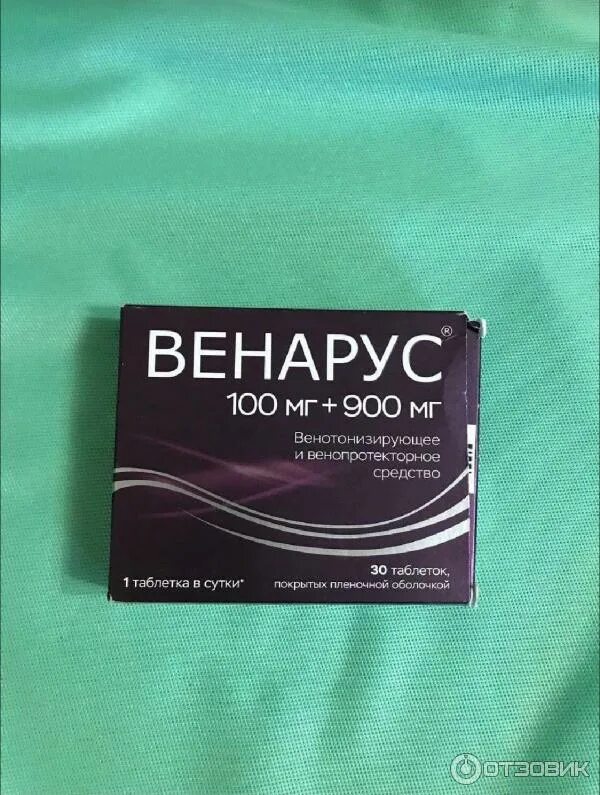 ВЕНАРУС®
100 мг + 900 мг
Венотонизирующее
и венопротекторное
средство
30 таблеток,
покрытых пленочной оболочкой
1 таблетка в сутки*
ОТЗОВИК